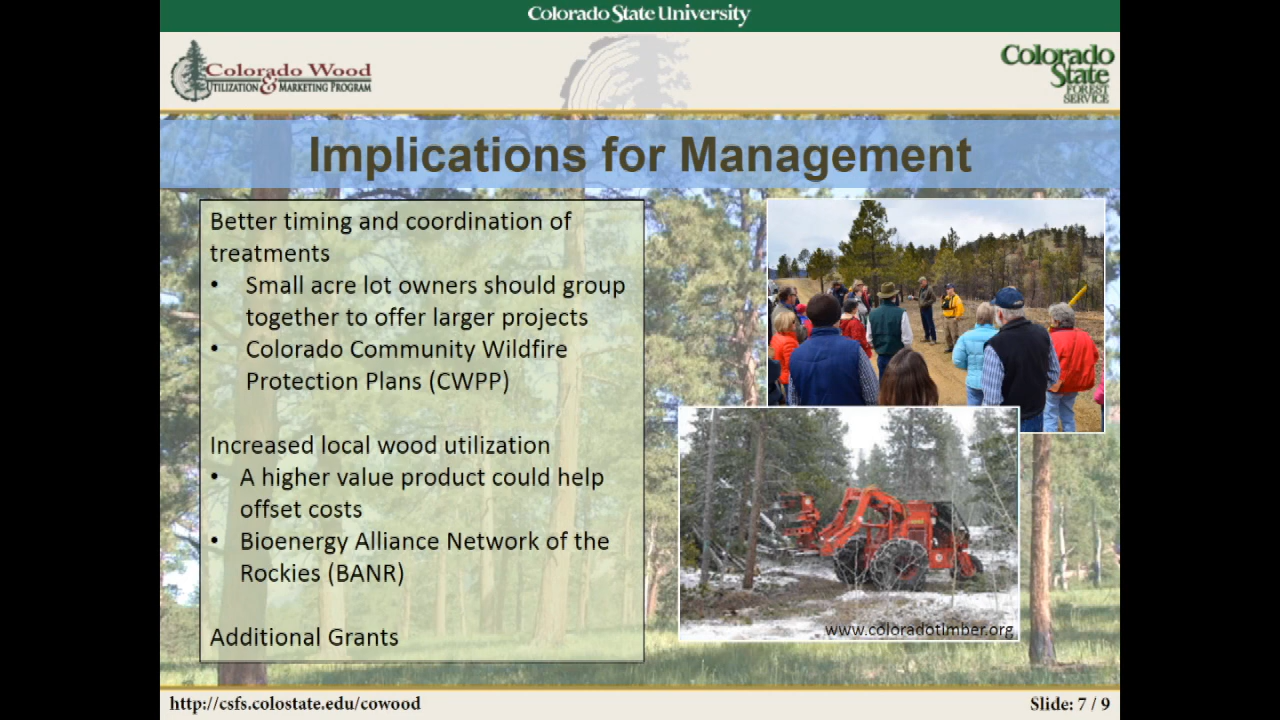 Colorado State University
Colorado Wood
Utilization & Marketing Program
Colorado
State
FOREST
SERVICE
Implications for Management
Better timing and coordination of
treatments
• Small acre lot owners should group
together to offer larger projects
• Colorado Community Wildfire
Protection Plans (CWPP)
Increased local wood utilization
• A higher value product could help
offset costs
• Bioenergy Alliance Network of the
Rockies (BANR)
Additional Grants
www.coloradotimber.org
http://csfs.colostate.edu/cowood
Slide: 7 / 9